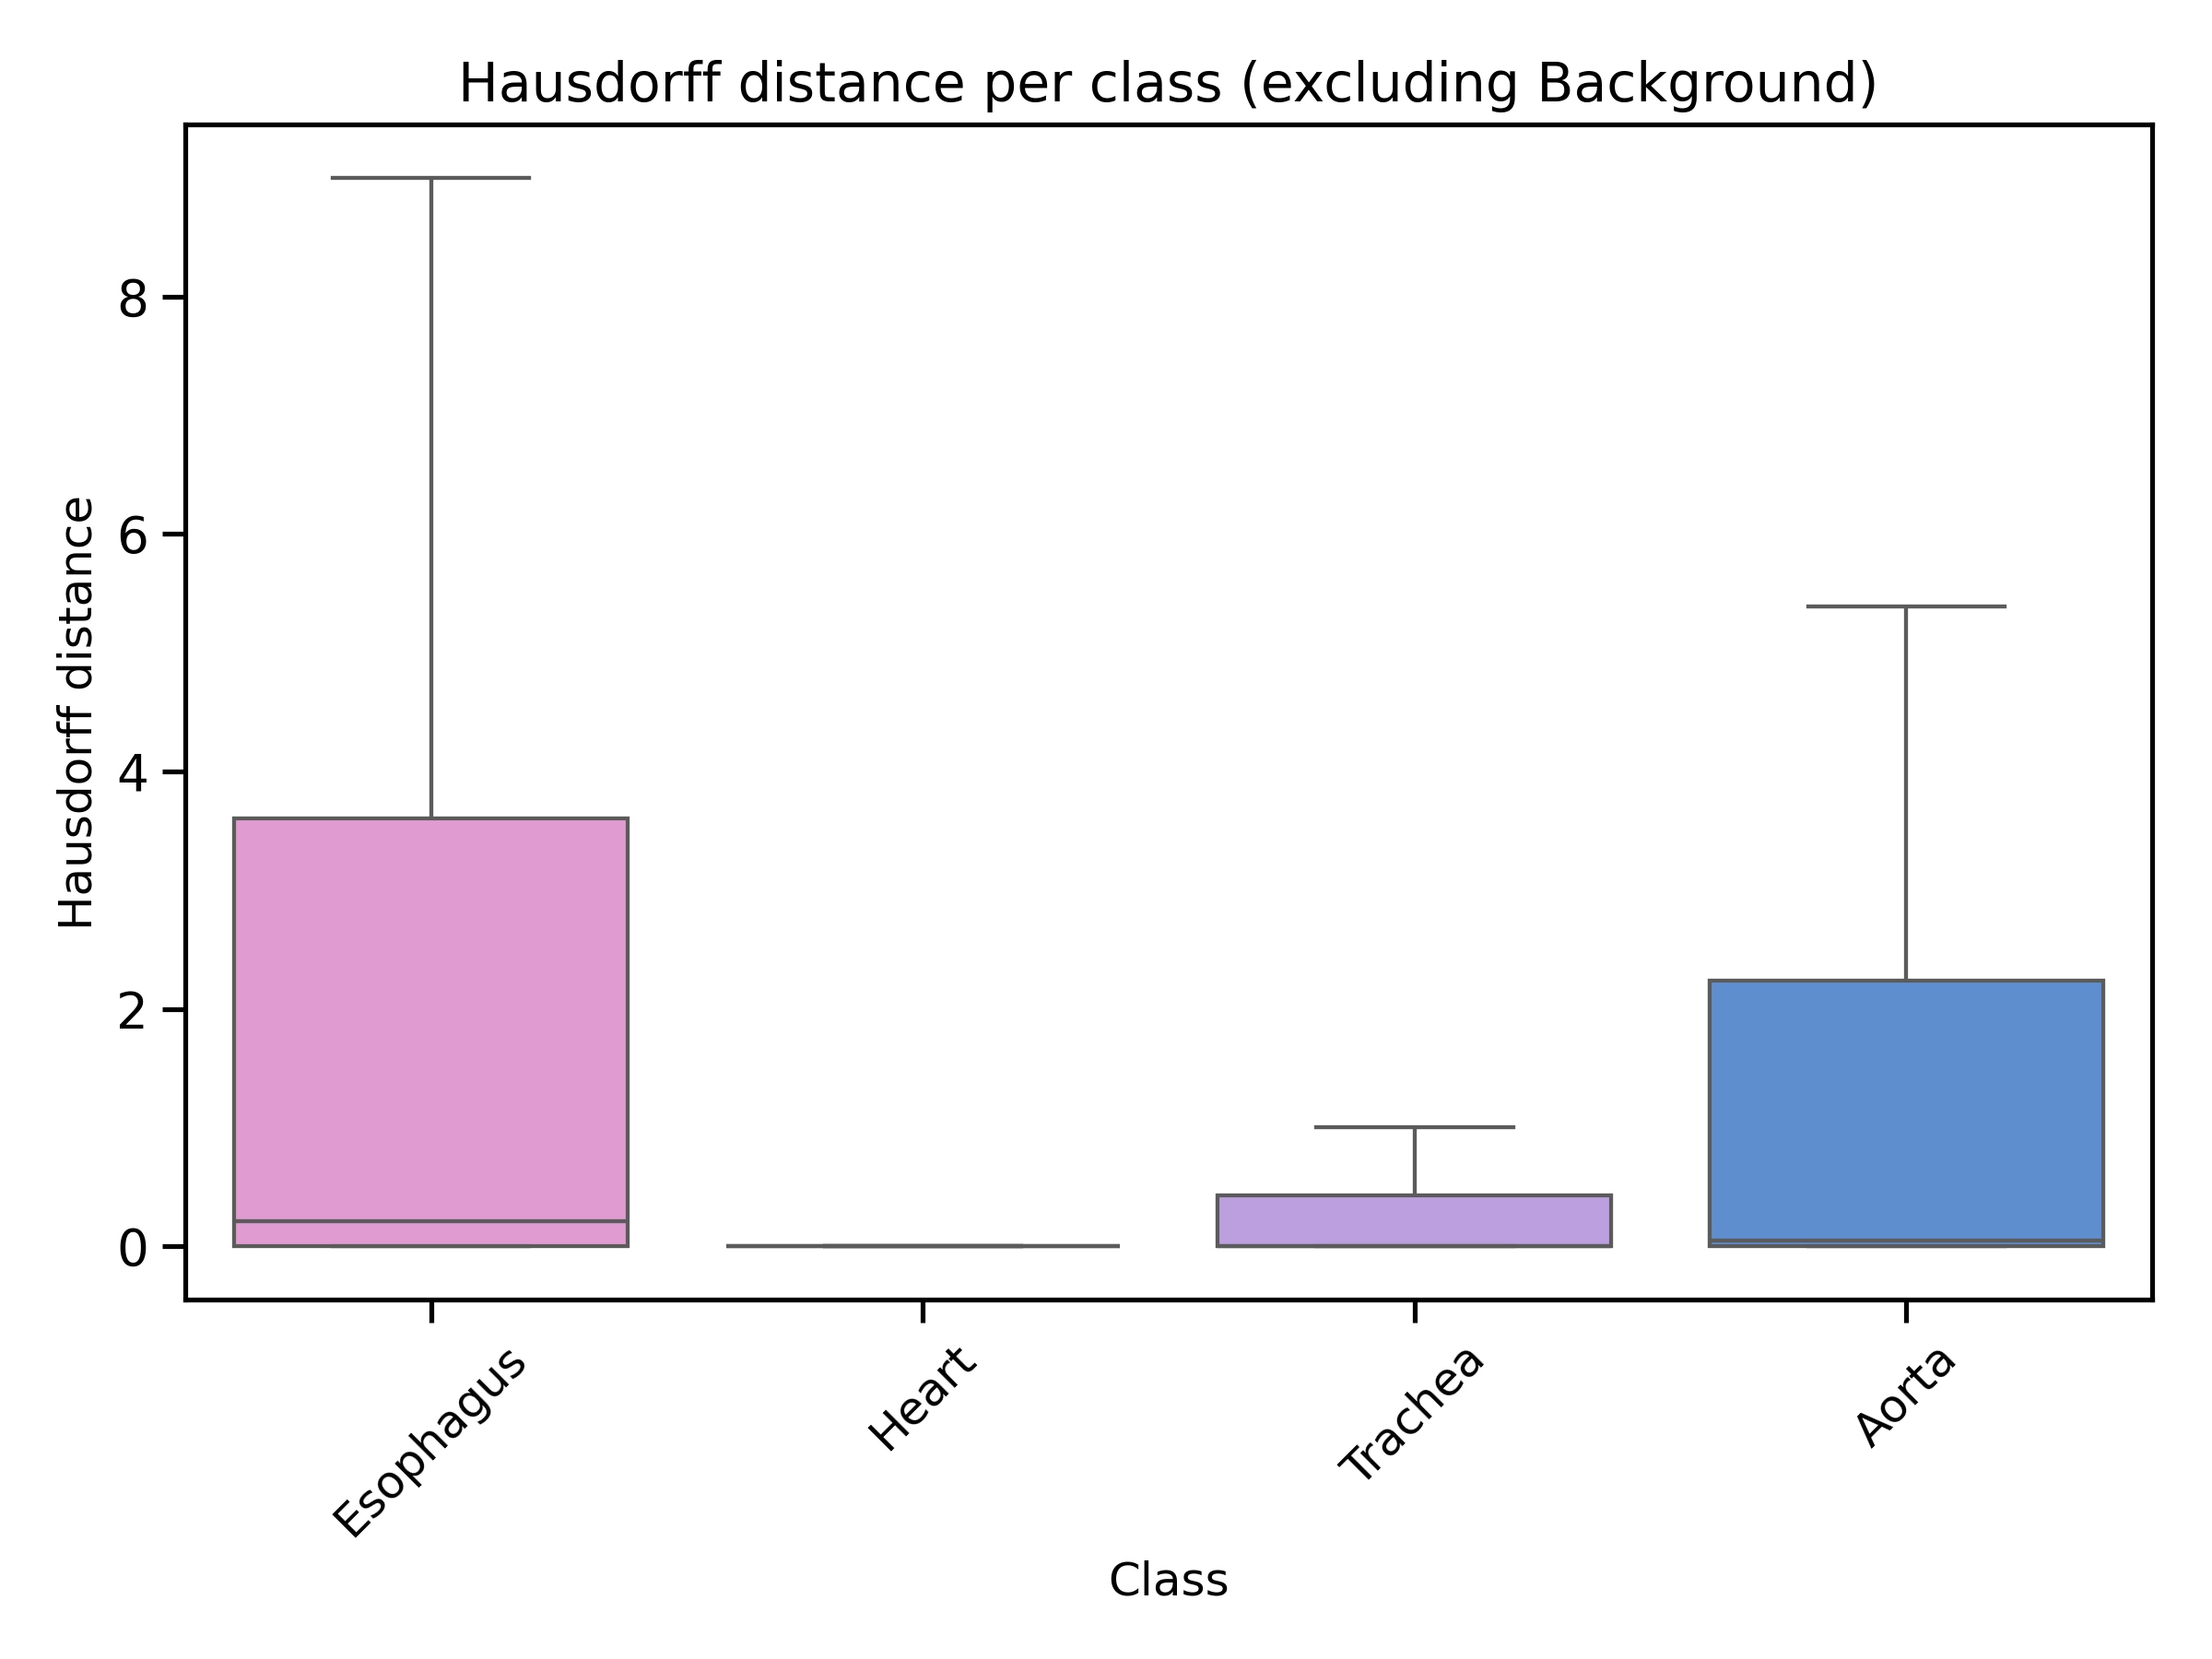 Hausdorff distance per class (excluding Background)
Hausdorff distance
8
6
4
2
0
Esophagus
Heart
Trachea
Aorta
Class